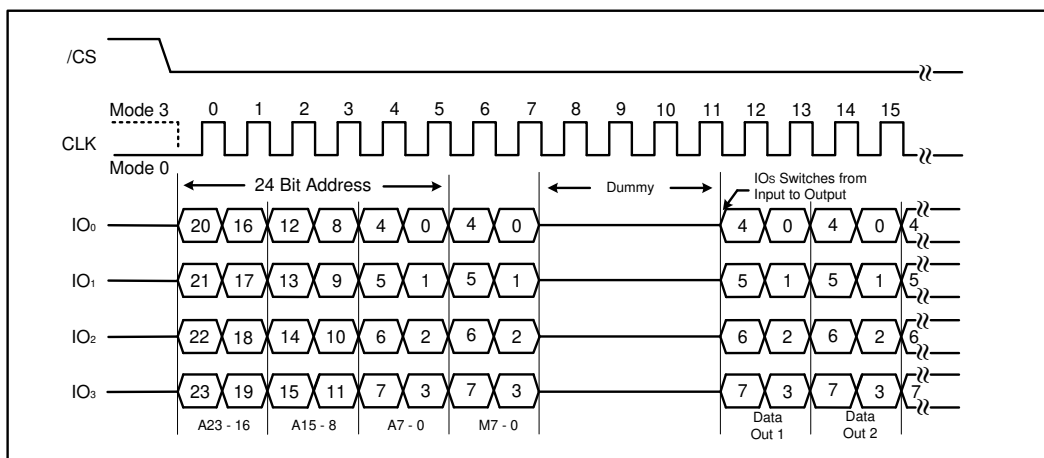 /CS
Mode 3 0 1 2 3 4 5 6 7 8 9 10 11 12 13 14 15
CLK
Mode 0
24 Bit Address Dummy IOs Switches from
Input to Output
IO₀ 20 16 12 8 4 0 4 0 4 0 4 0 4
IO₁ 21 17 13 9 5 1 5 1 5 1 5 1 5
IO₂ 22 18 14 10 6 2 6 2 6 2 6 2 6
IO₃ 23 19 15 11 7 3 7 3 7 3 7 3 7
A23 - 16 A15 - 8 A7 - 0 M7 - 0 Data Data
Out 1 Out 2